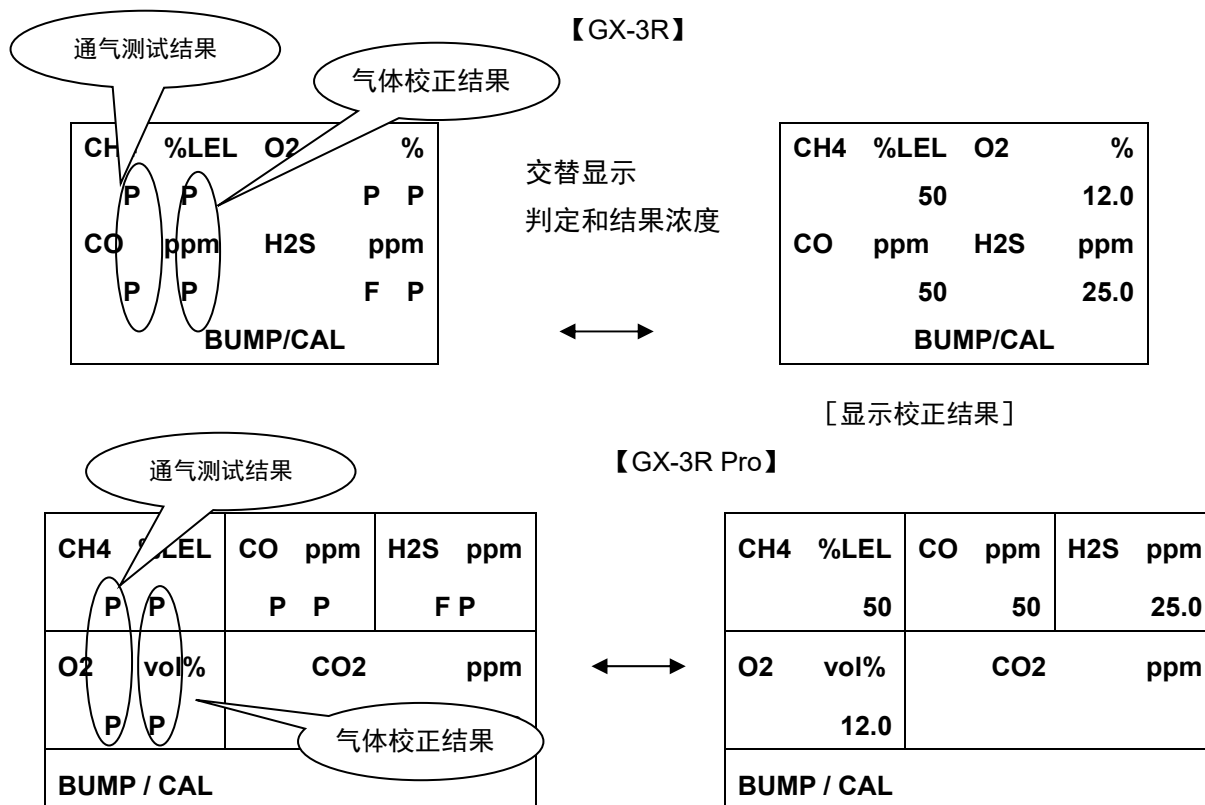 【GX-3R】
通气测试结果
气体校正结果
CH4 %LEL O2 %
P P P P
CO ppm H2S ppm
P P F P
BUMP/CAL
交替显示
判定和结果浓度
CH4 %LEL O2 %
50 12.0
CO ppm H2S ppm
50 25.0
BUMP/CAL
［显示校正结果］
【GX-3R Pro】
通气测试结果
CH4 %LEL CO ppm H2S ppm
P P P P F P
O2 vol% CO2 ppm
P P
气体校正结果
BUMP / CAL
CH4 %LEL CO ppm H2S ppm
50 50 25.0
O2 vol% CO2 ppm
12.0
BUMP / CAL